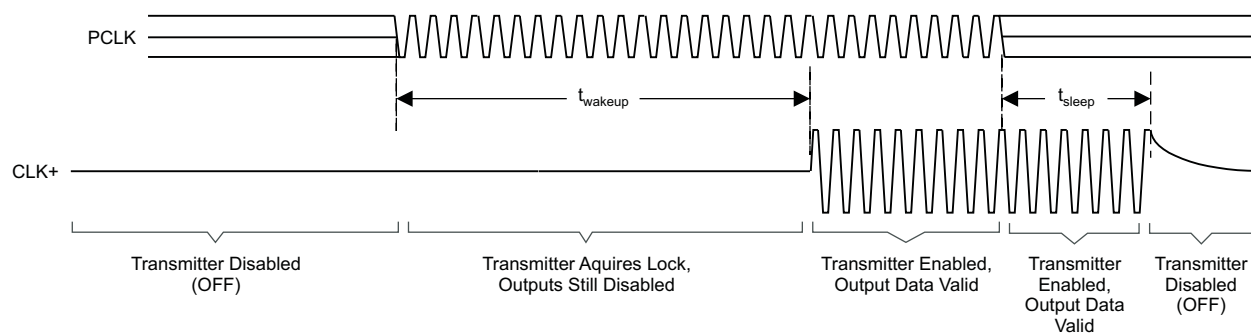 PCLK
twakeup
tsleep
CLK+
Transmitter Disabled
(OFF)
Transmitter Aquires Lock,
Outputs Still Disabled
Transmitter Enabled,
Output Data Valid
Transmitter
Enabled,
Output Data
Valid
Transmitter
Disabled
(OFF)